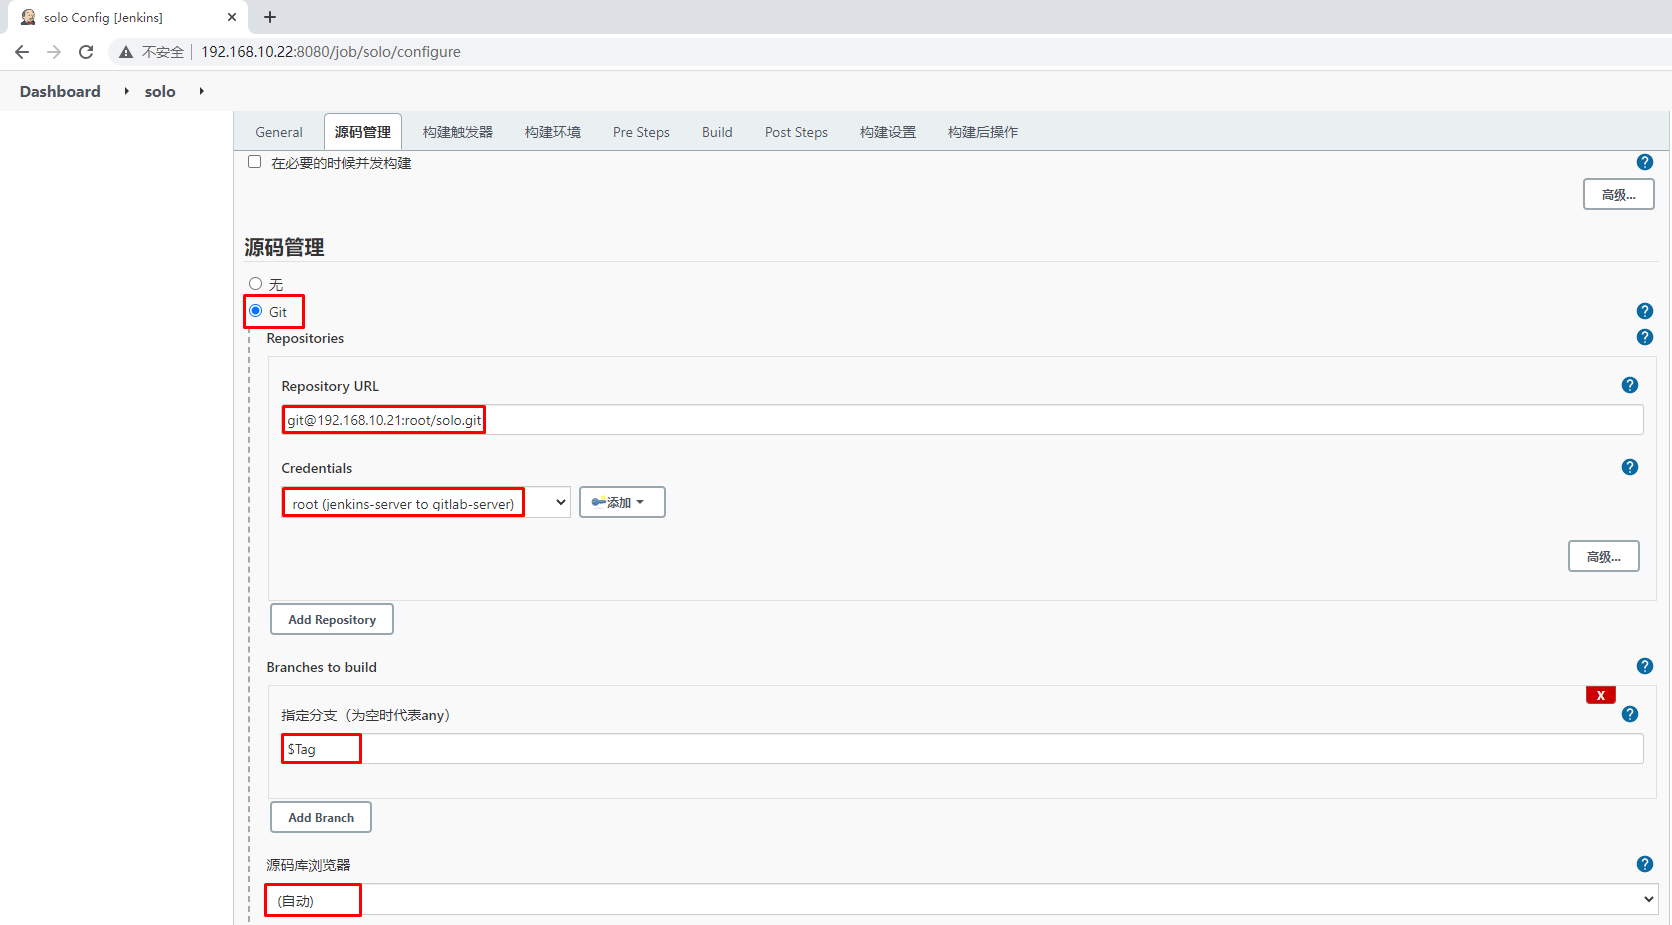 solo Config [Jenkins]
不安全 192.168.10.22:8080/job/solo/configure
Dashboard solo
General 源码管理 构建触发器 构建环境 Pre Steps Build Post Steps 构建设置 构建后操作
在必要的时候并发构建
高级...
源码管理
无
Git
Repositories
Repository URL
git@192.168.10.21:root/solo.git
Credentials
root (jenkins-server to gitlab-server) 添加
高级...
Add Repository
Branches to build
X
指定分支（为空时代表any）
$Tag
Add Branch
源码库浏览器
(自动)